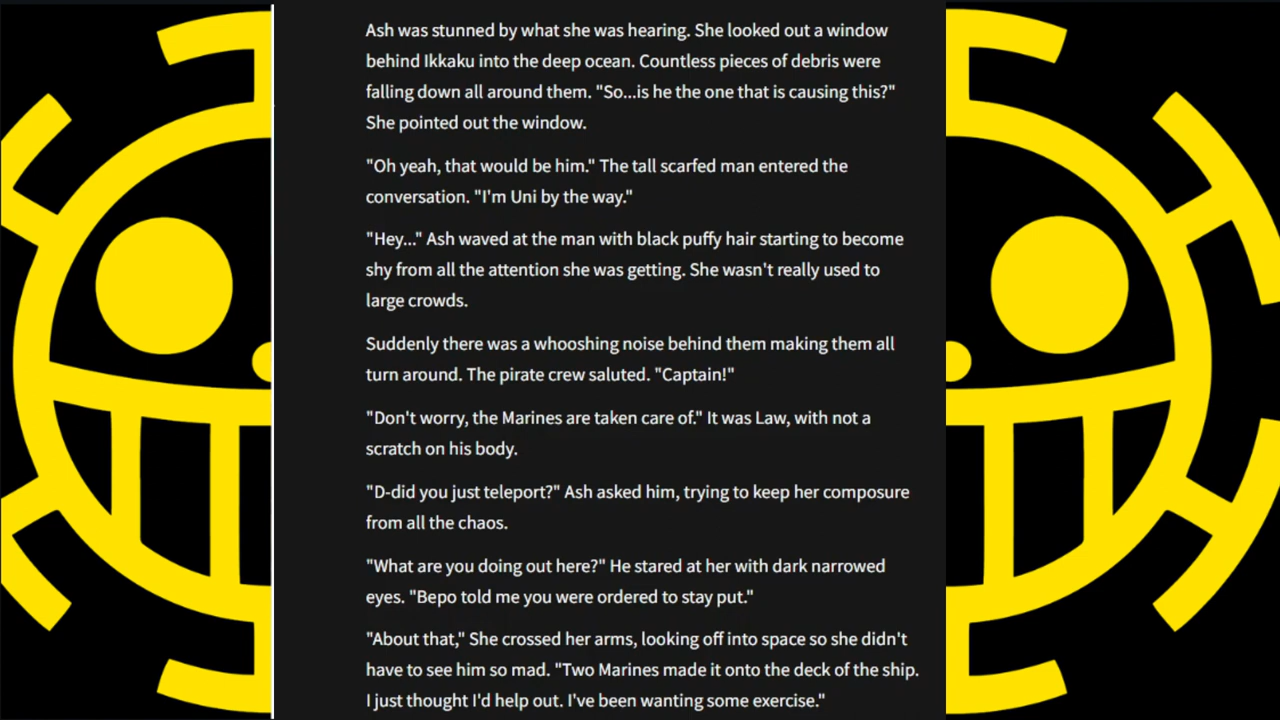 Ash was stunned by what she was hearing. She looked out a window
behind Ikkaku into the deep ocean. Countless pieces of debris were
falling down all around them. "So...is he the one that is causing this?"
She pointed out the window.
"Oh yeah, that would be him." The tall scarfed man entered the
conversation. "I'm Uni by the way."
"Hey..." Ash waved at the man with black puffy hair starting to become
shy from all the attention she was getting. She wasn't really used to
large crowds.
Suddenly there was a whooshing noise behind them making them all
turn around. The pirate crew saluted. "Captain!"
"Don't worry, the Marines are taken care of." It was Law, with not a
scratch on his body.
"D-did you just teleport?" Ash asked him, trying to keep her composure
from all the chaos.
"What are you doing out here?" He stared at her with dark narrowed
eyes. "Bepo told me you were ordered to stay put."
"About that," She crossed her arms, looking off into space so she didn't
have to see him so mad. "Two Marines made it onto the deck of the ship.
I just thought I'd help out. I've been wanting some exercise."